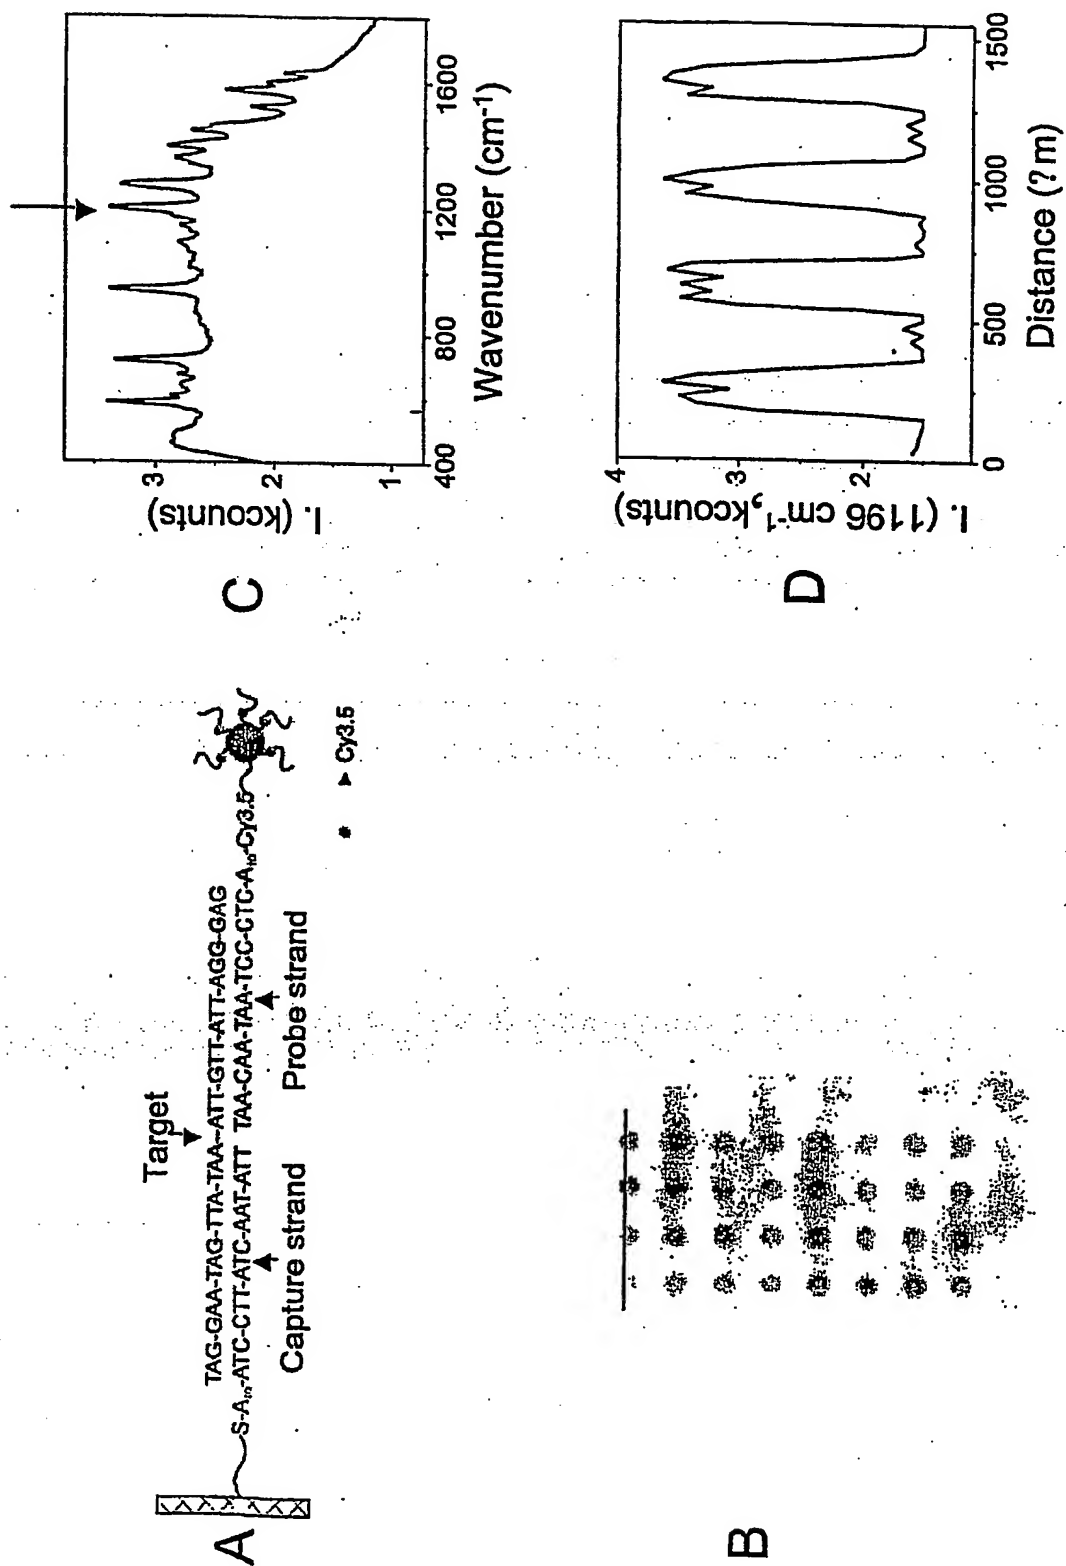 A
Target
TAG-GAA-TAG-TTA-TAA-ATT-GTT-ATT-AGG-GAG
S-A₁₀-ATC-CTT-ATC-AAT-ATT TAA-CAA-TAA-TCC-CTC-A₁₀-Cy3.5
Capture strand
Probe strand
* ➤ Cy3.5
B
C
I. (kcounts)
3
2
1
400
800
1200
1600
Wavenumber (cm⁻¹)
D
I. (1196 cm⁻¹,kcounts)
4
3
2
0
500
1000
1500
Distance (?m)